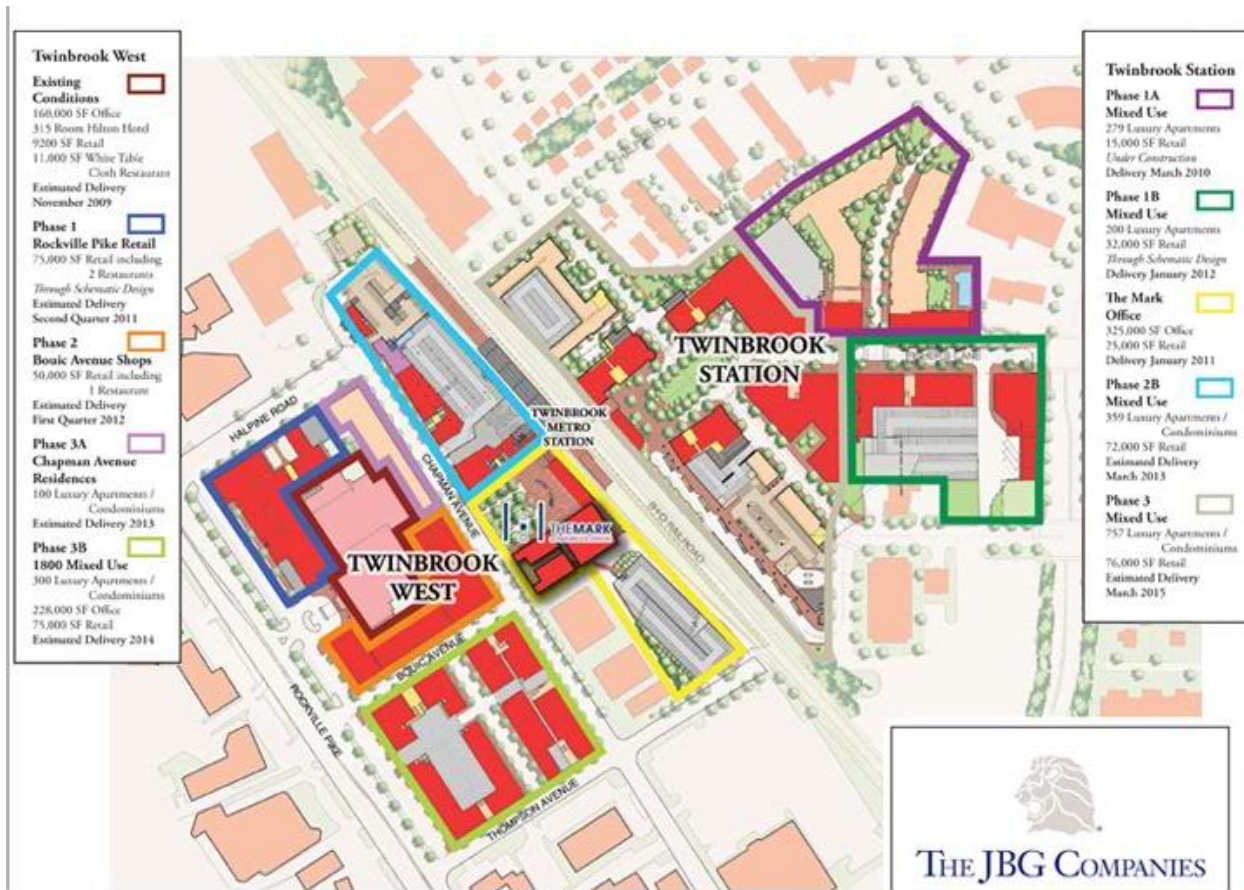 Twinbrook West
Existing
Conditions
160,000 SF Office
315 Room Hilton Hotel
9200 SF Retail
11,000 SF White Table
Cloth Restaurant
Estimated Delivery
November 2009
Phase 1
Rockville Pike Retail
75,000 SF Retail including
2 Restaurants
Through Schematic Design
Estimated Delivery
Second Quarter 2011
Phase 2
Bouic Avenue Shops
50,000 SF Retail including
1 Restaurant
Estimated Delivery
First Quarter 2012
Phase 3A
Chapman Avenue
Residences
100 Luxury Apartments /
Condominiums
Estimated Delivery 2013
Phase 3B
1800 Mixed Use
300 Luxury Apartments /
Condominiums
228,000 SF Office
75,000 SF Retail
Estimated Delivery 2014
HALPINE ROAD
CHAPMAN AVENUE
TWINBROOK
METRO
STATION
TWINBROOK
STATION
THE MARK
RAILROAD
TWINBROOK
WEST
BOUIC AVENUE
ROCKVILLE PIKE
THOMPSON AVENUE
Twinbrook Station
Phase 1A
Mixed Use
279 Luxury Apartments
15,000 SF Retail
Under Construction
Delivery March 2010
Phase 1B
Mixed Use
200 Luxury Apartments
32,000 SF Retail
Through Schematic Design
Delivery January 2012
The Mark
Office
325,000 SF Office
25,000 SF Retail
Delivery January 2011
Phase 2B
Mixed Use
359 Luxury Apartments /
Condominiums
72,000 SF Retail
Estimated Delivery
March 2013
Phase 3
Mixed Use
757 Luxury Apartments /
Condominiums
76,000 SF Retail
Estimated Delivery
March 2015
THE JBG COMPANIES